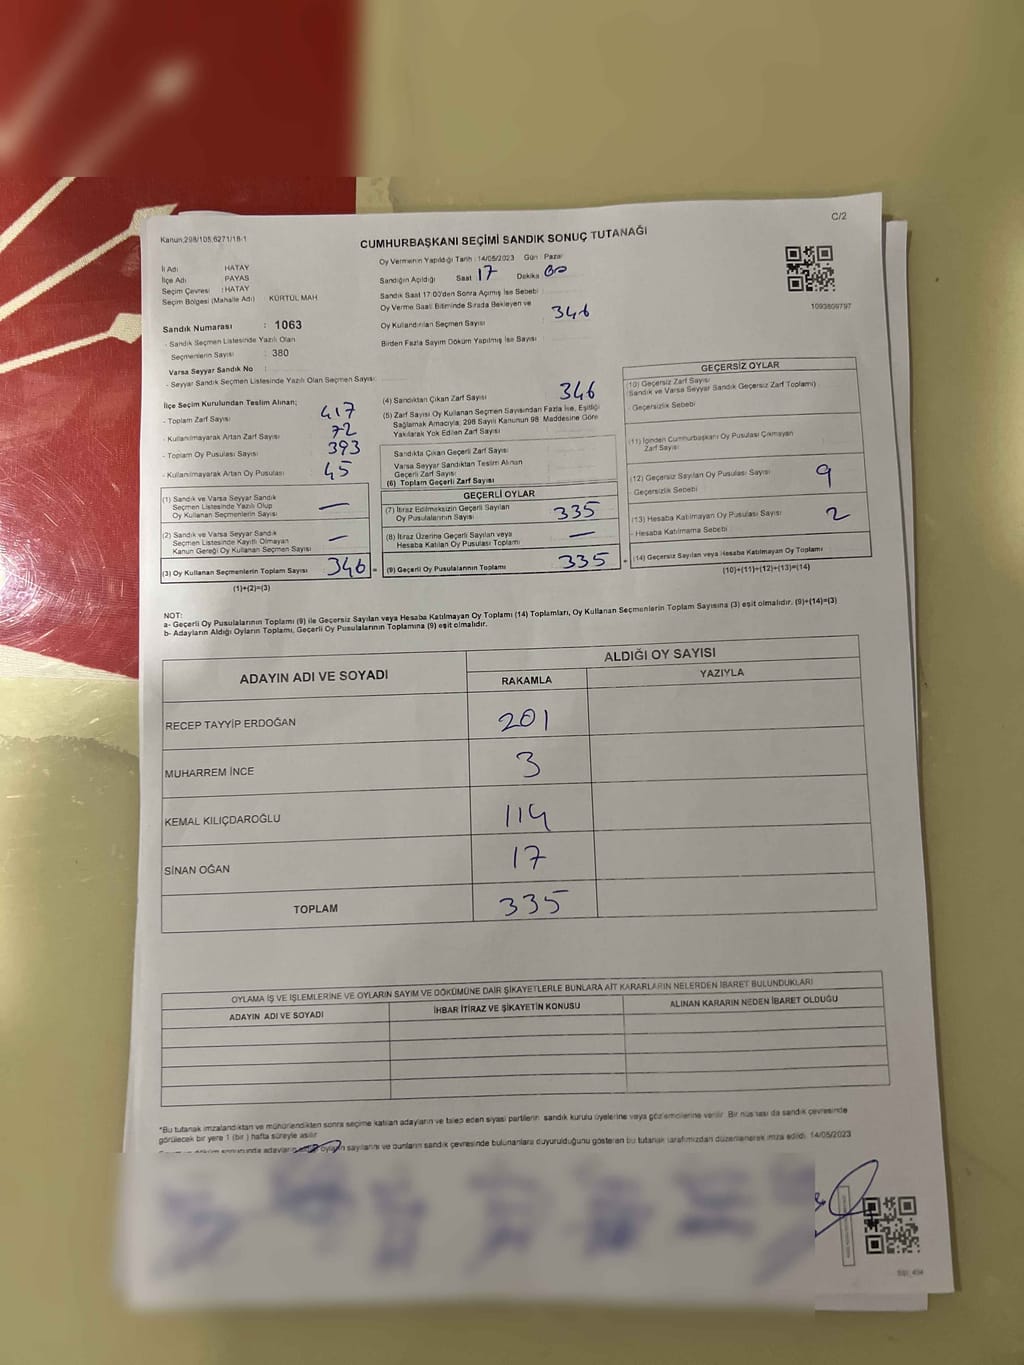 C/2
Kanun;298/105;6271/18-1
CUMHURBAŞKANI SEÇİMİ SANDIK SONUÇ TUTANAĞI
İl Adı HATAY
İlçe Adı PAYAS
Seçim Çevresi : HATAY
Seçim Bölgesi (Mahalle Adı) KÜRTÜL MAH
Sandık Numarası : 1063
- Sandık Seçmen Listesinde Yazılı Olan
Seçmenlerin Sayısı : 380
Varsa Seyyar Sandık No :
- Seyyar Sandık Seçmen Listesinde Yazılı Olan Seçmen Sayısı:
Oy Vermenin Yapıldığı Tarih : 14/05/2023 Gün : Pazar
Sandığın Açıldığı Saat 17 Dakika 00
Sandık Saat 17:00'den Sonra Açılmış İse Sebebi
Oy Verme Saati Bitiminde Sırada Bekleyen ve
Oy Kullandırılan Seçmen Sayısı 346
Birden Fazla Sayım Döküm Yapılmış İse Sayısı
1093809797
İlçe Seçim Kurulundan Teslim Alınan;
- Toplam Zarf Sayısı 417
- Kullanılmayarak Artan Zarf Sayısı 72
- Toplam Oy Pusulası Sayısı 393
- Kullanılmayarak Artan Oy Pusulası 45
(1) Sandık ve Varsa Seyyar Sandık
Seçmen Listesinde Yazılı Olup
Oy Kullanan Seçmenlerin Sayısı —
(2) Sandık ve Varsa Seyyar Sandık
Seçmen Listesinde Kayıtlı Olmayan
Kanun Gereği Oy Kullanan Seçmen Sayısı —
(3) Oy Kullanan Seçmenlerin Toplam Sayısı 346 =
(1)+(2)=(3)
(4) Sandıktan Çıkan Zarf Sayısı 346
(5) Zarf Sayısı Oy Kullanan Seçmen Sayısından Fazla İse, Eşitliği
Sağlamak Amacıyla, 298 Sayılı Kanunun 98. Maddesine Göre
Yakılarak Yok Edilen Zarf Sayısı
Sandıkta Çıkan Geçerli Zarf Sayısı
Varsa Seyyar Sandıktan Teslim Alınan
Geçerli Zarf Sayısı
(6) Toplam Geçerli Zarf Sayısı
GEÇERLİ OYLAR
(7) İtiraz Edilmeksizin Geçerli Sayılan
Oy Pusulalarının Sayısı 335
(8) İtiraz Üzerine Geçerli Sayılan veya
Hesaba Katılan Oy Pusulası Toplamı —
(9) Geçerli Oy Pusulalarının Toplamı 335
GEÇERSİZ OYLAR
(10) Geçersiz Zarf Sayısı
(Sandık ve Varsa Seyyar Sandık Geçersiz Zarf Toplamı)
- Geçersizlik Sebebi
(11) İçinden Cumhurbaşkanı Oy Pusulası Çıkmayan
Zarf Sayısı
(12) Geçersiz Sayılan Oy Pusulası Sayısı 9
- Geçersizlik Sebebi
(13) Hesaba Katılmayan Oy Pusulası Sayısı 2
- Hesaba Katılmama Sebebi
(14) Geçersiz Sayılan veya Hesaba Katılmayan Oy Toplamı
(10)+(11)+(12)+(13)=(14)
NOT:
a- Geçerli Oy Pusulalarının Toplamı (9) ile Geçersiz Sayılan veya Hesaba Katılmayan Oy Toplamı (14) Toplamları, Oy Kullanan Seçmenlerin Toplam Sayısına (3) eşit olmalıdır. (9)+(14)=(3)
b- Adayların Aldığı Oyların Toplamı, Geçerli Oy Pusulalarının Toplamına (9) eşit olmalıdır.
ADAYIN ADI VE SOYADI ALDIĞI OY SAYISI
RAKAMLA YAZIYLA
RECEP TAYYİP ERDOĞAN 201
MUHARREM İNCE 3
KEMAL KILIÇDAROĞLU 114
SİNAN OĞAN 17
TOPLAM 335
OYLAMA İŞ VE İŞLEMLERİNE VE OYLARIN SAYIM VE DÖKÜMÜNE DAİR ŞİKAYETLERLE BUNLARA AİT KARARLARIN NELERDEN İBARET BULUNDUKLARI
ADAYIN ADI VE SOYADI İHBAR İTİRAZ VE ŞİKAYETİN KONUSU ALINAN KARARIN NEDEN İBARET OLDUĞU
*Bu tutanak imzalandıktan ve mühürlendikten sonra seçime katılan adayların ve talep eden siyasi partilerin sandık kurulu üyelerine veya gözlemcilerine verilir. Bir nüshası da sandık çevresinde
görülecek bir yere 1 (bir) hafta süreyle asılır.
oyların sayılarını ve bunların sandık çevresinde bulunanlara duyurulduğunu gösteren bu tutanak tarafımızdan düzenlenerek imza edildi. 14/05/2023